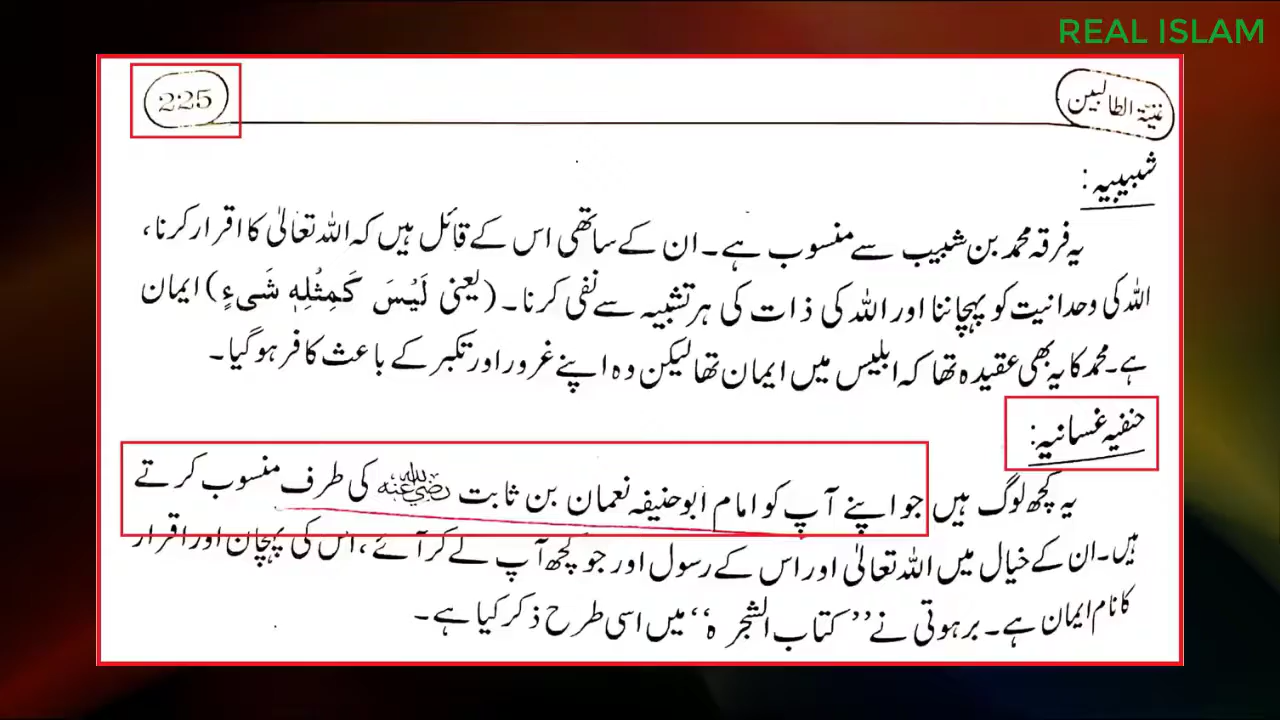 REAL ISLAM
225
غنیۃ الطالبین
شبیبیہ :
یہ فرقہ محمد بن شبیب سے منسوب ہے۔ ان کے ساتھی اس کے قائل ہیں کہ اللہ تعالیٰ کا اقرار کرنا،
اللہ کی وحدانیت کو پہچاننا اور اللہ کی ذات کی ہر تشبیہ سے نفی کرنا۔ (یعنی لَیْسَ کَمِثْلِہٖ شَیءٍ) ایمان
ہے۔ محمد کا یہ بھی عقیدہ تھا کہ ابلیس میں ایمان تھا لیکن وہ اپنے غرور اور تکبر کے باعث کافر ہو گیا۔
حنفیہ غسانیہ:
یہ کچھ لوگ ہیں جو اپنے آپ کو امام ابو حنیفہ نعمان بن ثابت رضی اللہ عنہ کی طرف منسوب کرتے
ہیں۔ ان کے خیال میں اللہ تعالیٰ اور اس کے رسول اور جو کچھ آپ لے کر آئے، اس کی پہچان اور اقرار
کا نام ایمان ہے۔ برہوتی نے ’’کتاب الشجرہ‘‘ میں اسی طرح ذکر کیا ہے۔